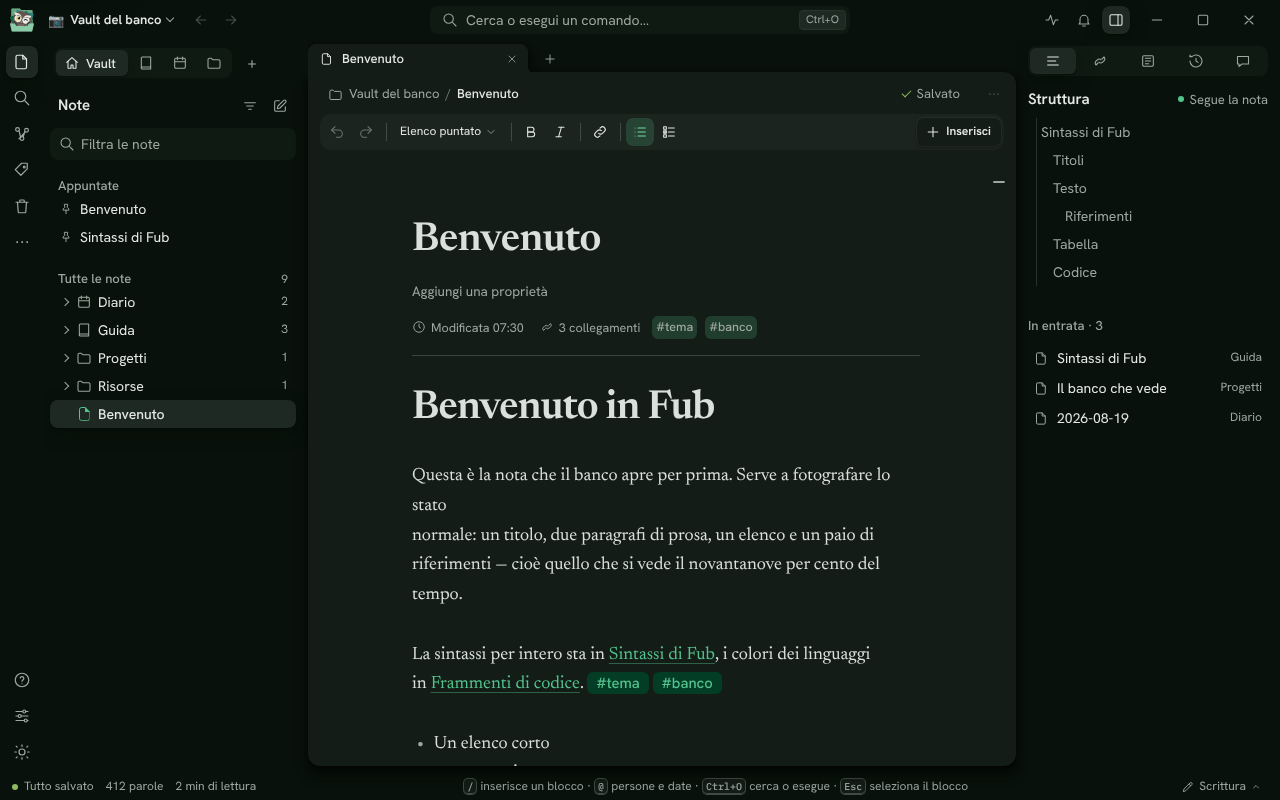 Vault del banco
Cerca o esegui un comando...
Ctrl+O
Vault
Note
Filtra le note
Appuntate
Benvenuto
Sintassi di Fub
Tutte le note 9
Diario 2
Guida 3
Progetti 1
Risorse 1
Benvenuto
Benvenuto
Vault del banco / Benvenuto
Salvato
Elenco puntato
B I
Inserisci
Benvenuto
Aggiungi una proprietà
Modificata 07:30 3 collegamenti #tema #banco
Benvenuto in Fub
Questa è la nota che il banco apre per prima. Serve a fotografare lo
stato
normale: un titolo, due paragrafi di prosa, un elenco e un paio di
riferimenti — cioè quello che si vede il novantanove per cento del
tempo.
La sintassi per intero sta in Sintassi di Fub, i colori dei linguaggi
in Frammenti di codice. #tema #banco
• Un elenco corto
Struttura
Segue la nota
Sintassi di Fub
Titoli
Testo
Riferimenti
Tabella
Codice
In entrata · 3
Sintassi di Fub Guida
Il banco che vede Progetti
2026-08-19 Diario
Tutto salvato 412 parole 2 min di lettura
/ inserisce un blocco · @ persone e date · Ctrl+O cerca o esegue · Esc seleziona il blocco
Scrittura